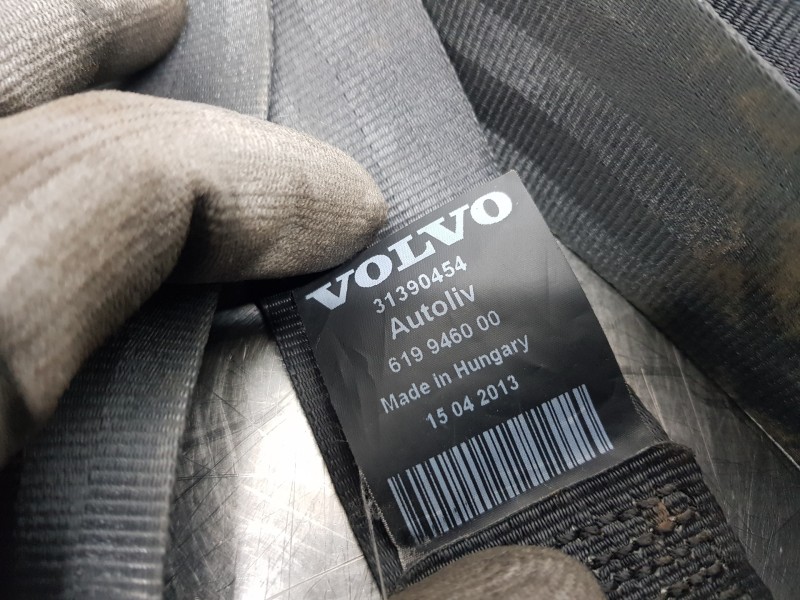 VOLVO
31390454
Autoliv
619 9460 00
Made in Hungary
15 04 2013